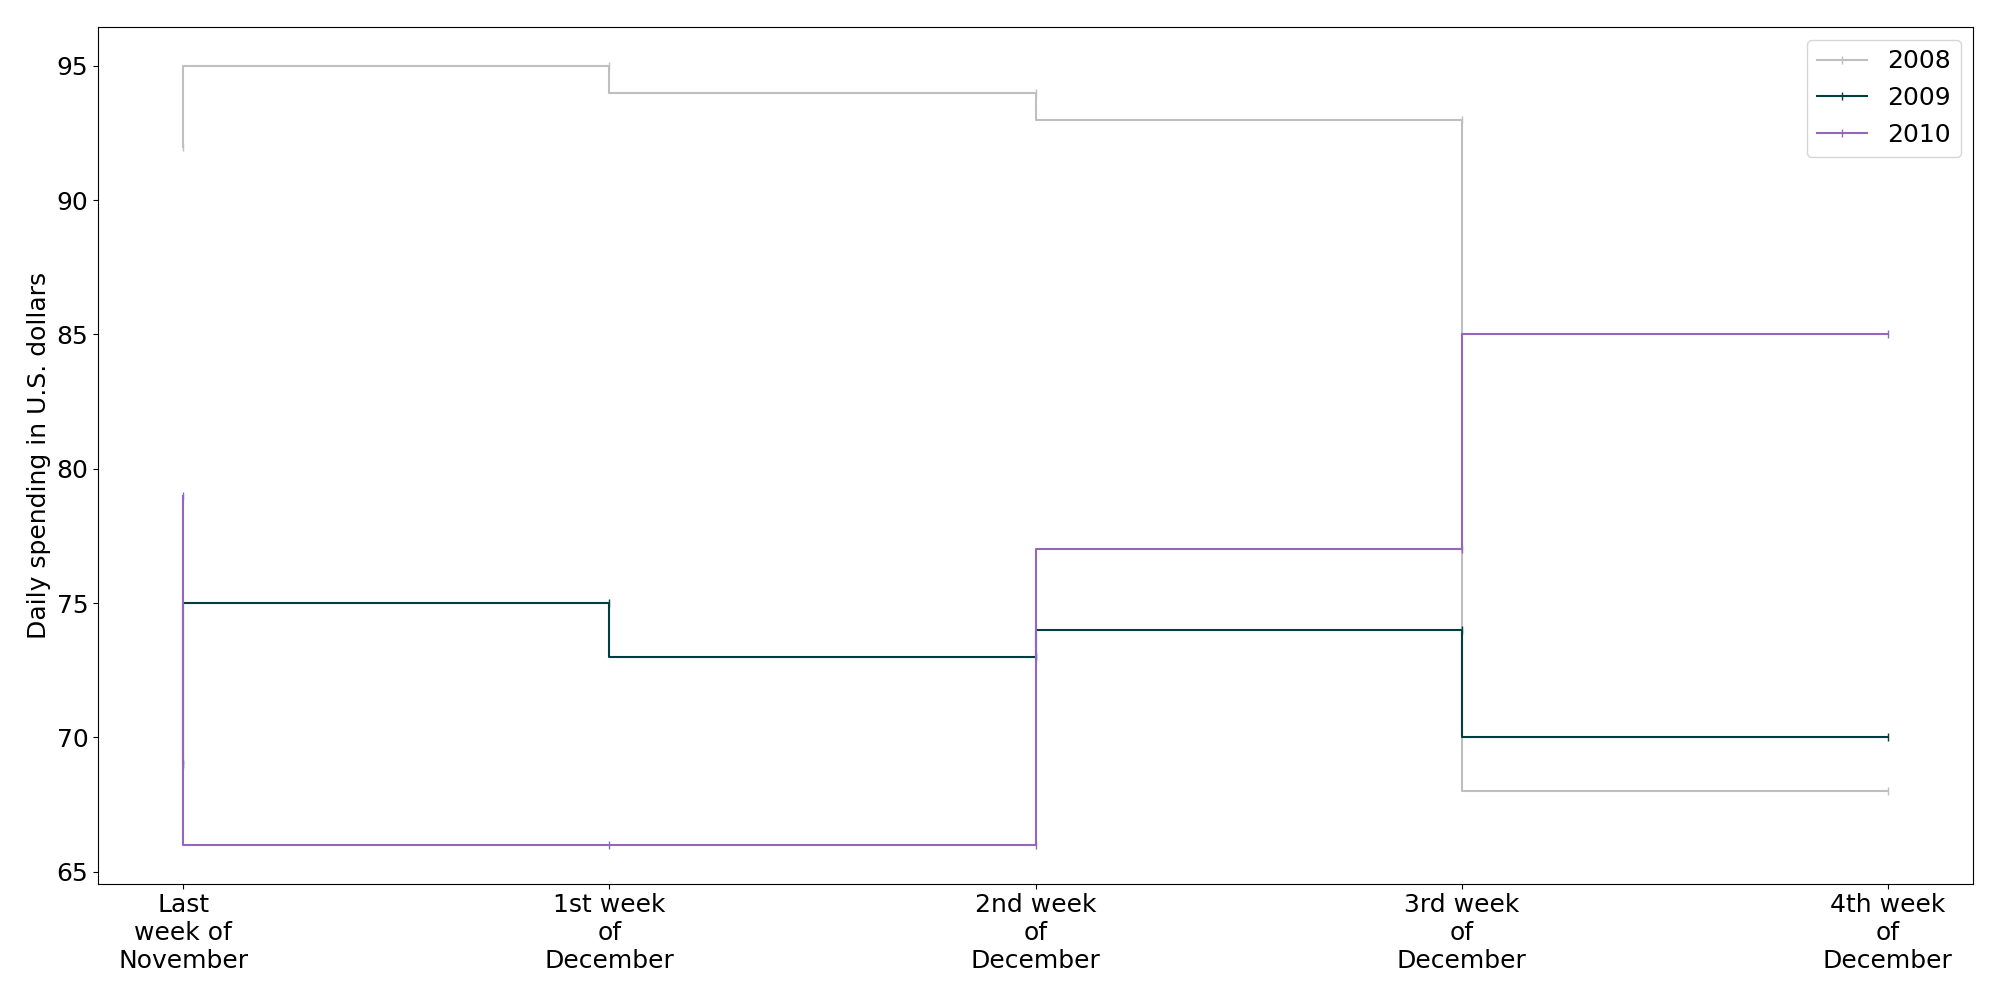 Daily spending in U.S. dollars
95
90
85
80
75
70
65
2008
2009
2010
Last
week of
November
1st week
of
December
2nd week
of
December
3rd week
of
December
4th week
of
December